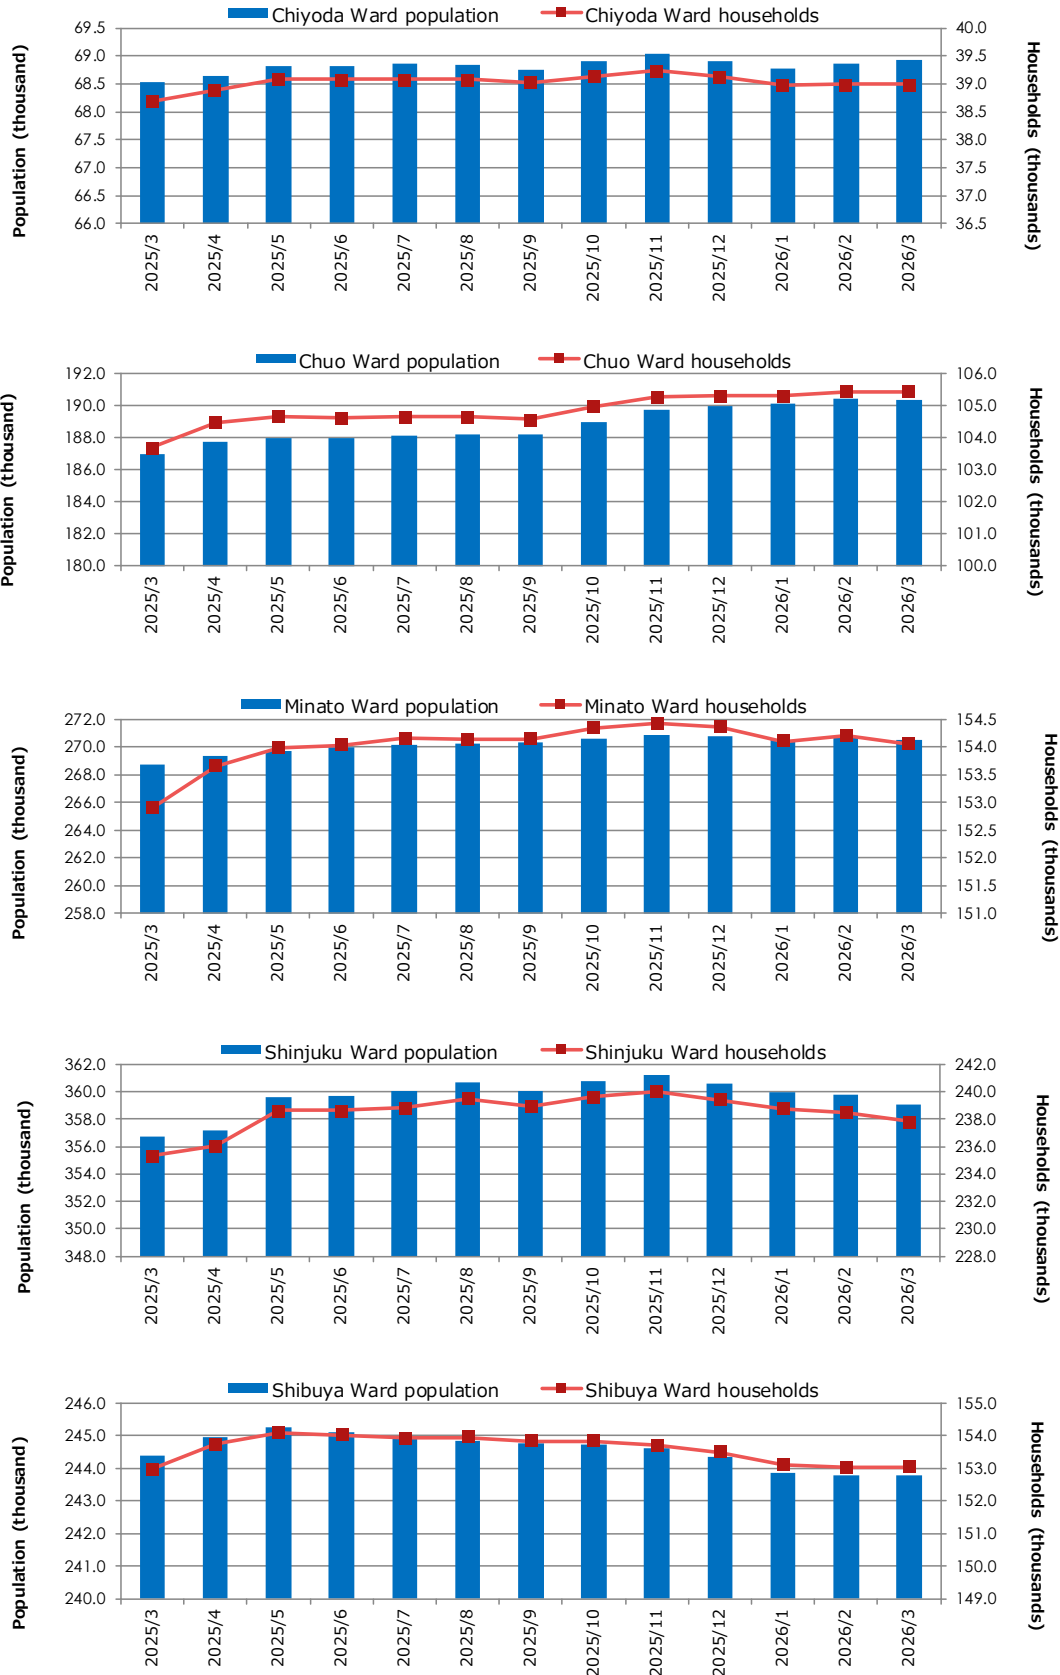 Chiyoda Ward population Chiyoda Ward households
69.5 40.0
69.0 39.5
68.5 39.0
68.0 38.5
67.5 38.0
67.0 37.5
66.5 37.0
66.0 36.5
Population (thousand)
Households (thousands)
2025/3 2025/4 2025/5 2025/6 2025/7 2025/8 2025/9 2025/10 2025/11 2025/12 2026/1 2026/2 2026/3
Chuo Ward population Chuo Ward households
192.0 106.0
190.0 105.0
188.0 104.0
186.0 103.0
184.0 102.0
182.0 101.0
180.0 100.0
Population (thousand)
Households (thousands)
2025/3 2025/4 2025/5 2025/6 2025/7 2025/8 2025/9 2025/10 2025/11 2025/12 2026/1 2026/2 2026/3
Minato Ward population Minato Ward households
272.0 154.5
270.0 154.0
268.0 153.5
266.0 153.0
264.0 152.5
262.0 152.0
260.0 151.5
258.0 151.0
Population (thousand)
Households (thousands)
2025/3 2025/4 2025/5 2025/6 2025/7 2025/8 2025/9 2025/10 2025/11 2025/12 2026/1 2026/2 2026/3
Shinjuku Ward population Shinjuku Ward households
362.0 242.0
360.0 240.0
358.0 238.0
356.0 236.0
354.0 234.0
352.0 232.0
350.0 230.0
348.0 228.0
Population (thousand)
Households (thousands)
2025/3 2025/4 2025/5 2025/6 2025/7 2025/8 2025/9 2025/10 2025/11 2025/12 2026/1 2026/2 2026/3
Shibuya Ward population Shibuya Ward households
246.0 155.0
245.0 154.0
244.0 153.0
243.0 152.0
242.0 151.0
241.0 150.0
240.0 149.0
Population (thousand)
Households (thousands)
2025/3 2025/4 2025/5 2025/6 2025/7 2025/8 2025/9 2025/10 2025/11 2025/12 2026/1 2026/2 2026/3